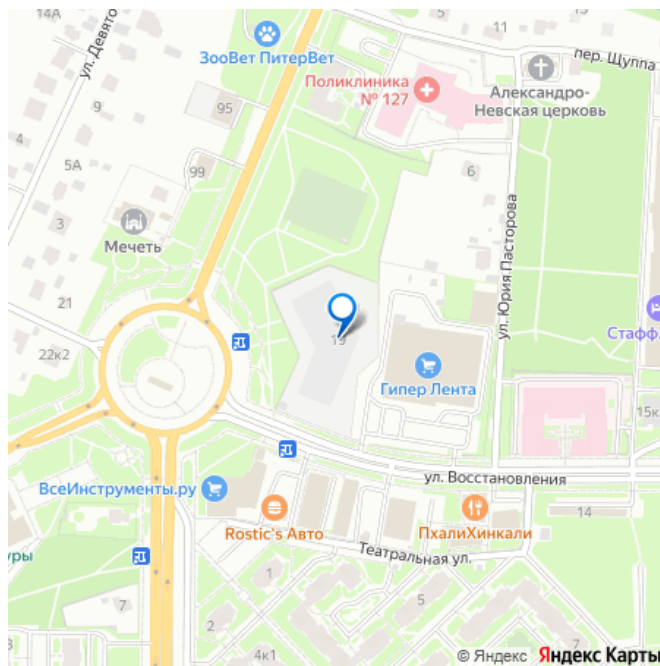 14А
11
3
ул. Девято
ЗооВет ПитерВет
пер. Щуппа
Поликлиника
№ 127
Александро-
Невская церковь
9
95
4
5А
99
6
3
Мечеть
ул. Юрия Пасторова
21
19
22к2
Гипер Лента
Стафф
15к
ул. Восстановления
ВсеИнструменты.ру
Rostic's Авто
ПхалиХинкали
14
Театральная ул.
уры
1
5
7
2
4к1
7
© Яндекс Яндекс Карты